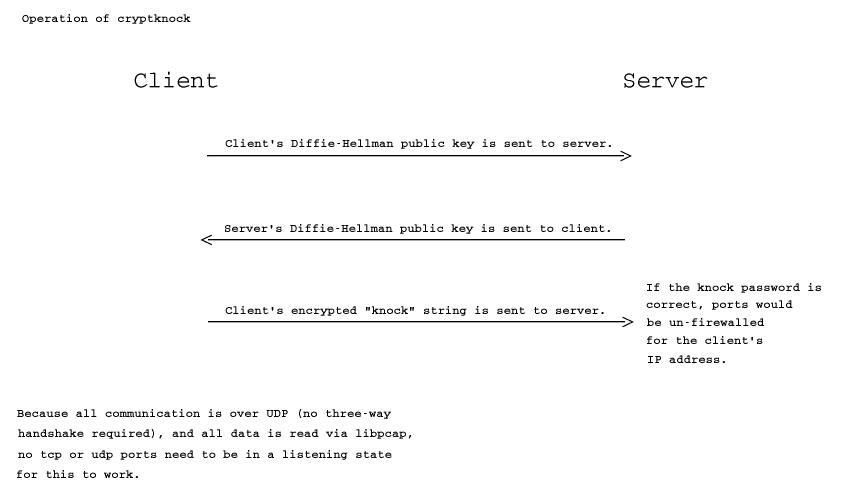 Operation of cryptknock
Client
Server
Client's Diffie-Hellman public key is sent to server.
Server's Diffie-Hellman public key is sent to client.
Client's encrypted "knock" string is sent to server.
If the knock password is
correct, ports would
be un-firewalled
for the client's
IP address.
Because all communication is over UDP (no three-way
handshake required), and all data is read via libpcap,
no tcp or udp ports need to be in a listening state
for this to work.